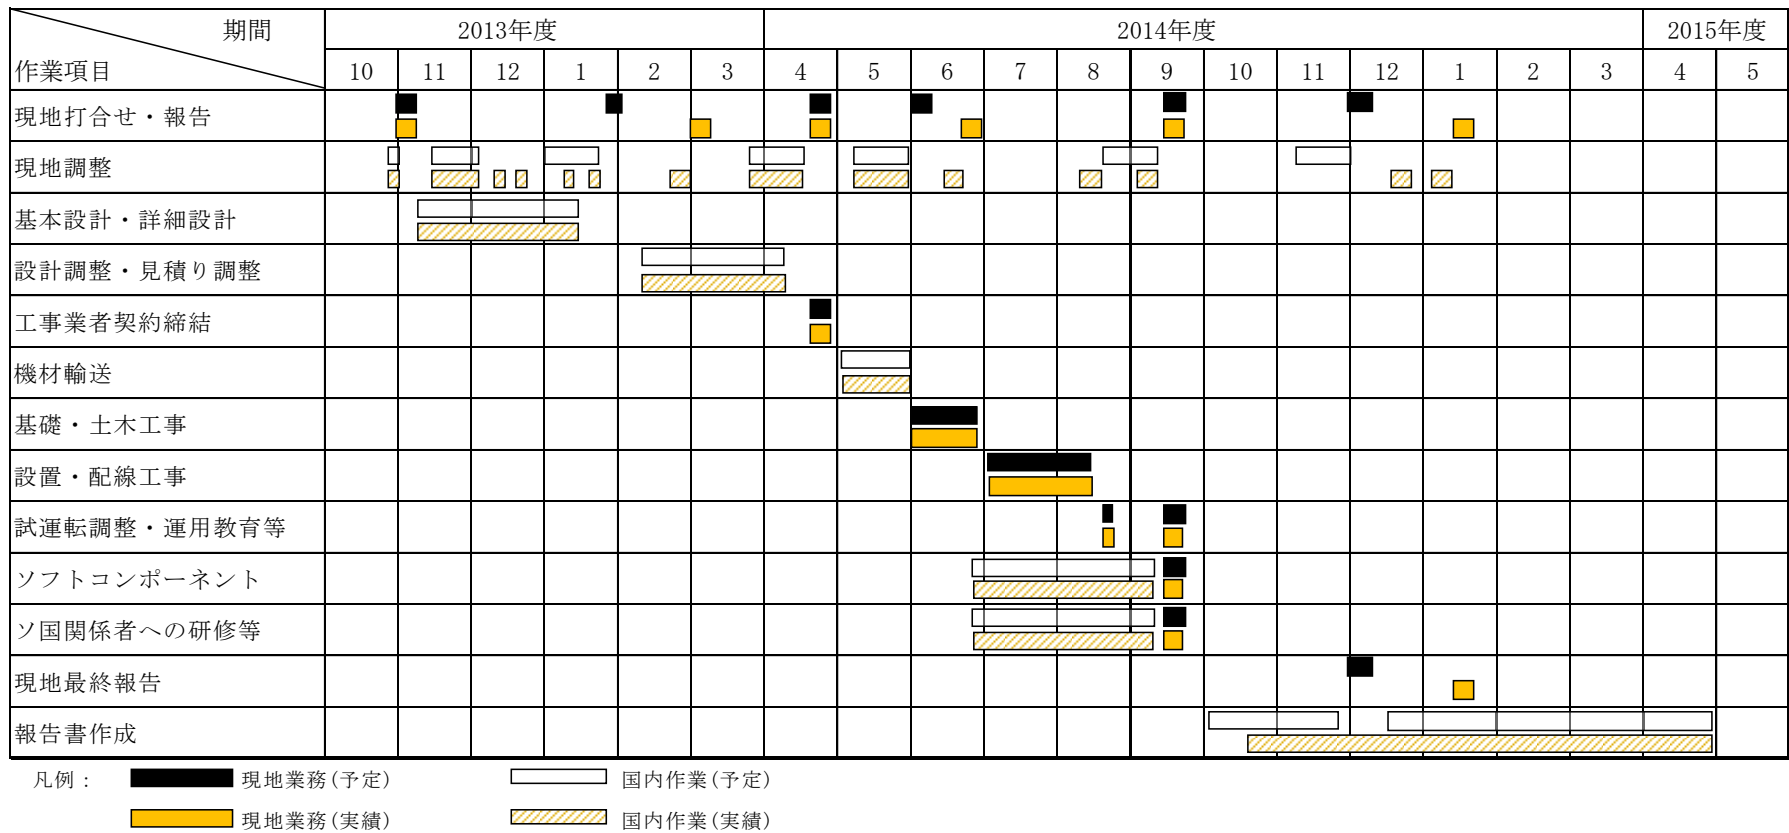 期間 2013年度 2014年度 2015年度
作業項目 10 11 12 1 2 3 4 5 6 7 8 9 10 11 12 1 2 3 4 5
現地打合せ・報告
現地調整
基本設計・詳細設計
設計調整・見積り調整
工事業者契約締結
機材輸送
基礎・土木工事
設置・配線工事
試運転調整・運用教育等
ソフトコンポーネント
ソ国関係者への研修等
現地最終報告
報告書作成
凡例： 現地業務(予定) 国内作業(予定)
現地業務(実績) 国内作業(実績)